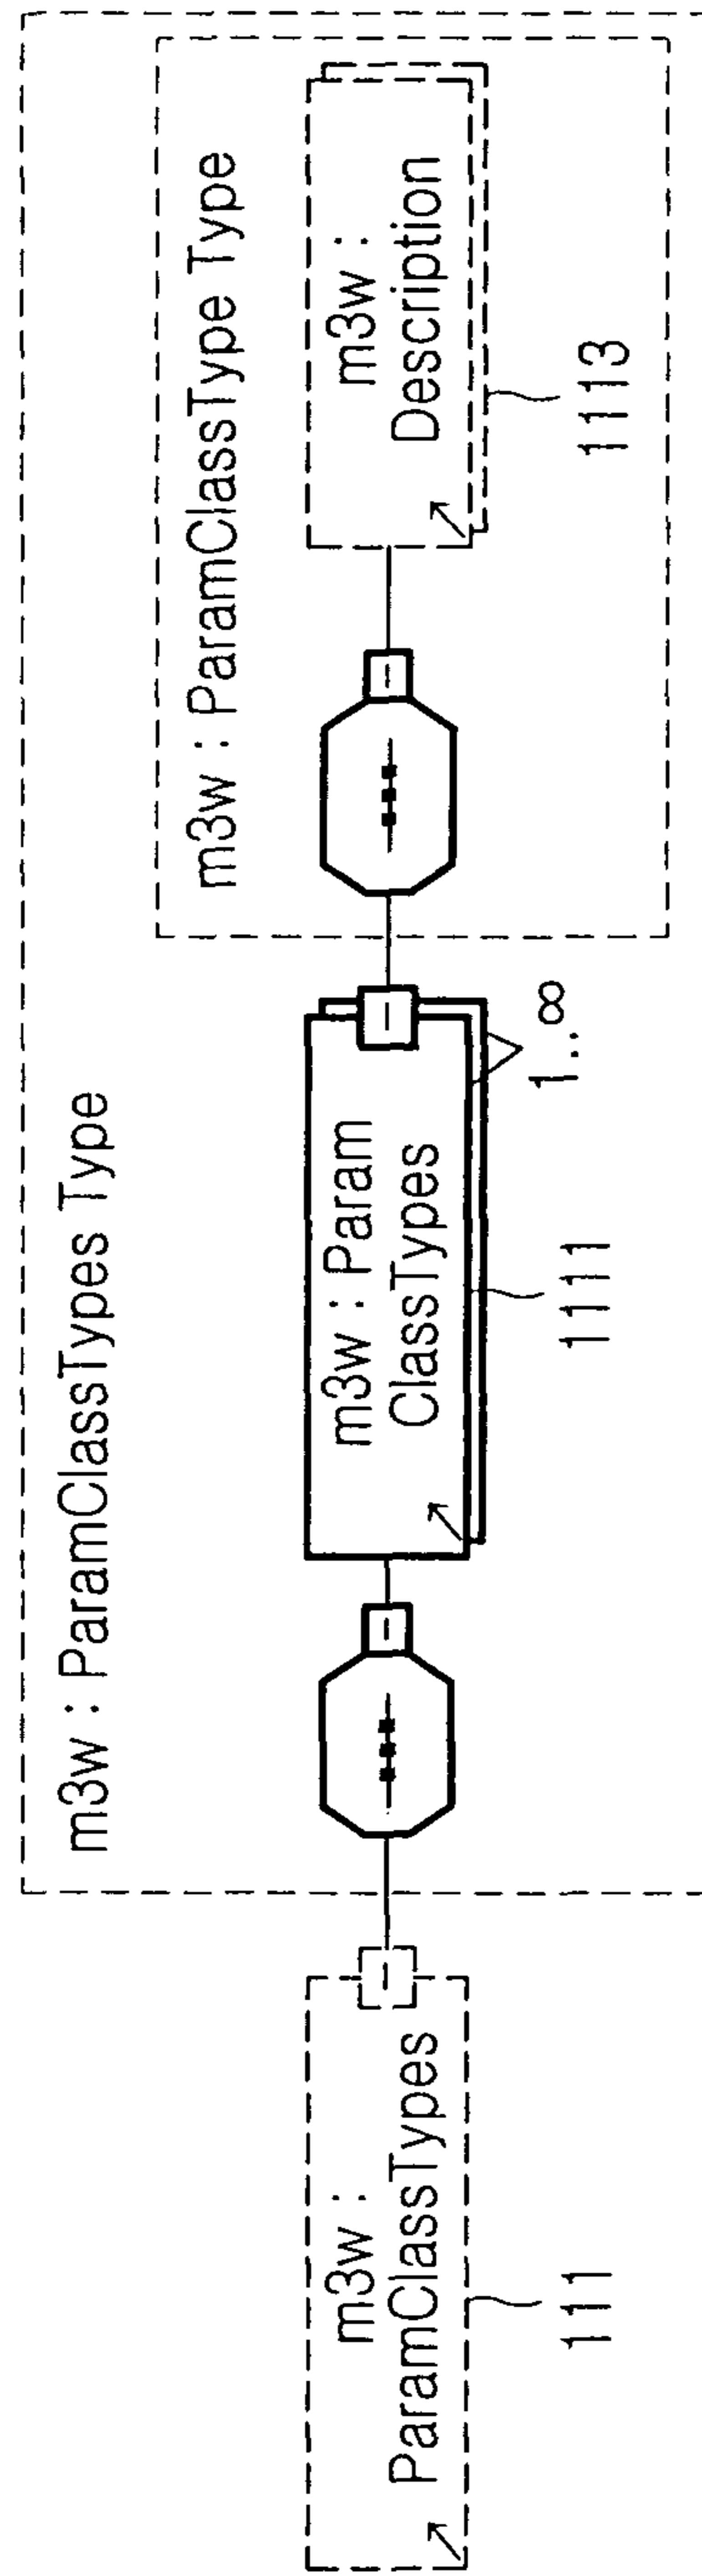 m3w : ParamClassTypes Type
m3w : ParamClassType Type
m3w :
ParamClassTypes
111
m3w : Param
ClassTypes
1111
1..∞
m3w :
Description
1113